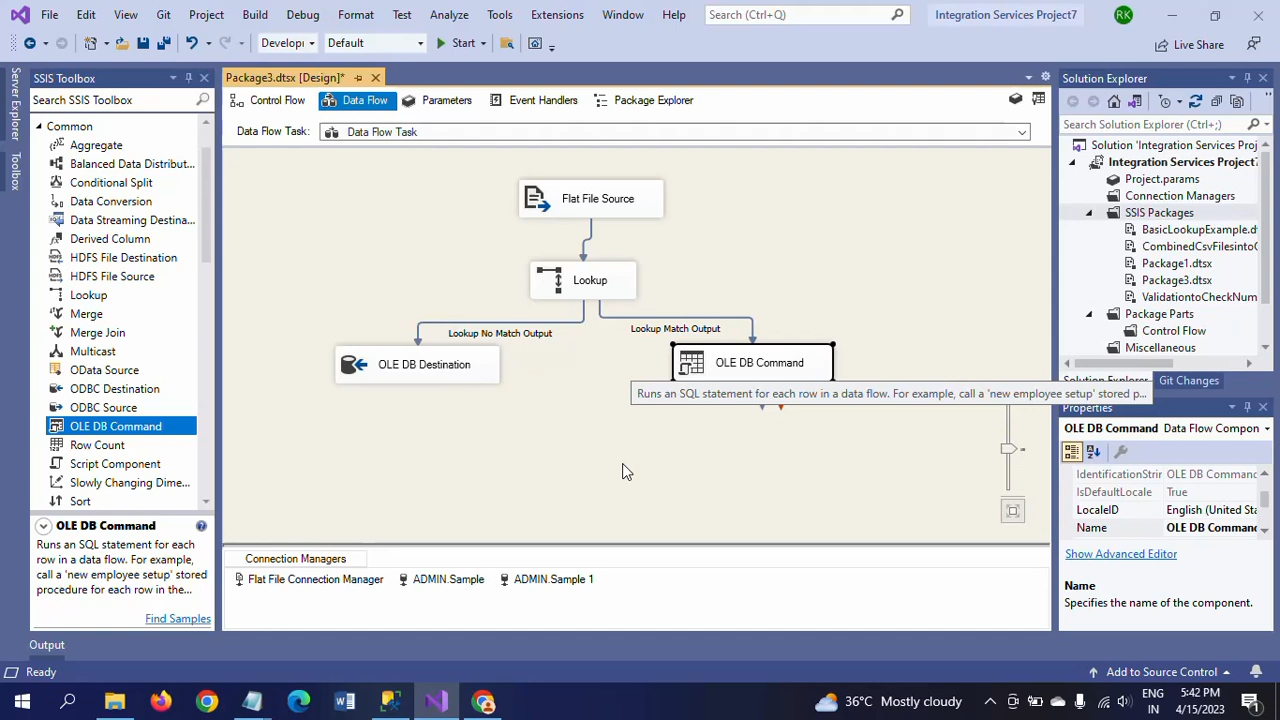 File Edit View Git Project Build Debug Format Test Analyze Tools Extensions Window Help Search (Ctrl+Q) Integration Services Project7 RK
Developı Default Start Live Share
Server Explorer
Toolbox
SSIS Toolbox
Search SSIS Toolbox
Common
Aggregate
Balanced Data Distribut...
Conditional Split
Data Conversion
Data Streaming Destina...
Derived Column
HDFS File Destination
HDFS File Source
Lookup
Merge
Merge Join
Multicast
OData Source
ODBC Destination
ODBC Source
OLE DB Command
Row Count
Script Component
Slowly Changing Dime...
Sort
OLE DB Command
Runs an SQL statement for each
row in a data flow. For example,
call a 'new employee setup' stored
procedure for each row in the...
Find Samples
Package3.dtsx [Design]*
Control Flow Data Flow Parameters Event Handlers Package Explorer
Data Flow Task: Data Flow Task
Flat File Source
Lookup
Lookup No Match Output
Lookup Match Output
OLE DB Destination
OLE DB Command
Runs an SQL statement for each row in a data flow. For example, call a 'new employee setup' stored p...
Connection Managers
Flat File Connection Manager ADMIN.Sample ADMIN.Sample 1
Solution Explorer
Search Solution Explorer (Ctrl+;)
Solution 'Integration Services Proj
Integration Services Project7
Project.params
Connection Managers
SSIS Packages
BasicLookupExample.d
CombinedCsvFilesintoC
Package1.dtsx
Package3.dtsx
ValidationtoCheckNum
Package Parts
Control Flow
Miscellaneous
Solution Explorer Git Changes
Properties
OLE DB Command Data Flow Compon
IdentificationStrir OLE DB Command
IsDefaultLocale True
LocaleID English (United Sta
Name OLE DB Command
Show Advanced Editor
Name
Specifies the name of the component.
Output
Ready Add to Source Control
36°C Mostly cloudy ENG
IN
5:42 PM
4/15/2023
1